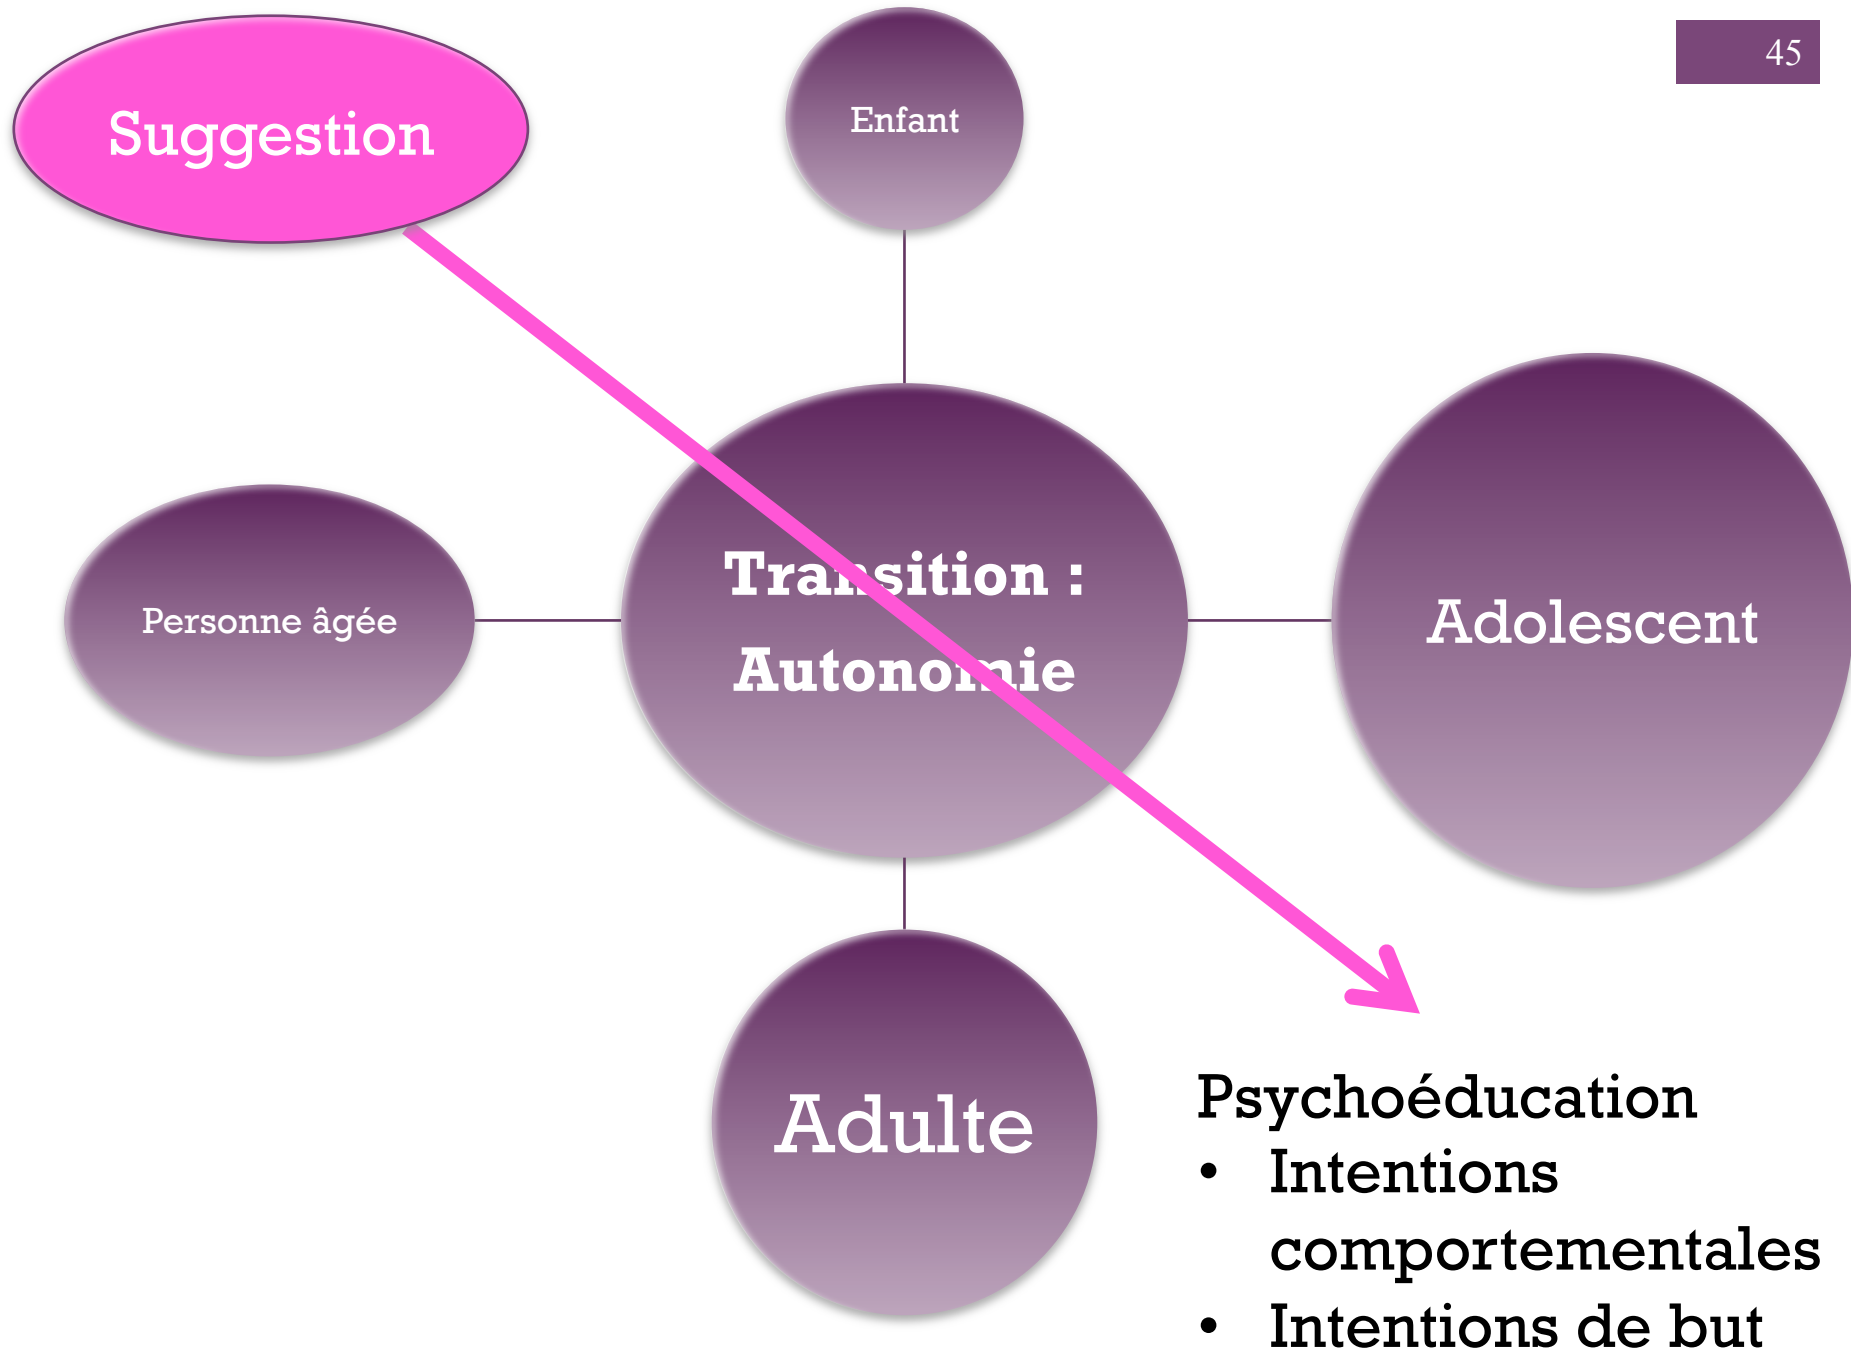 45
Suggestion
Enfant
Personne âgée
Transition :
Autonomie
Adolescent
Adulte
Psychoéducation
• Intentions
comportementales
• Intentions de but